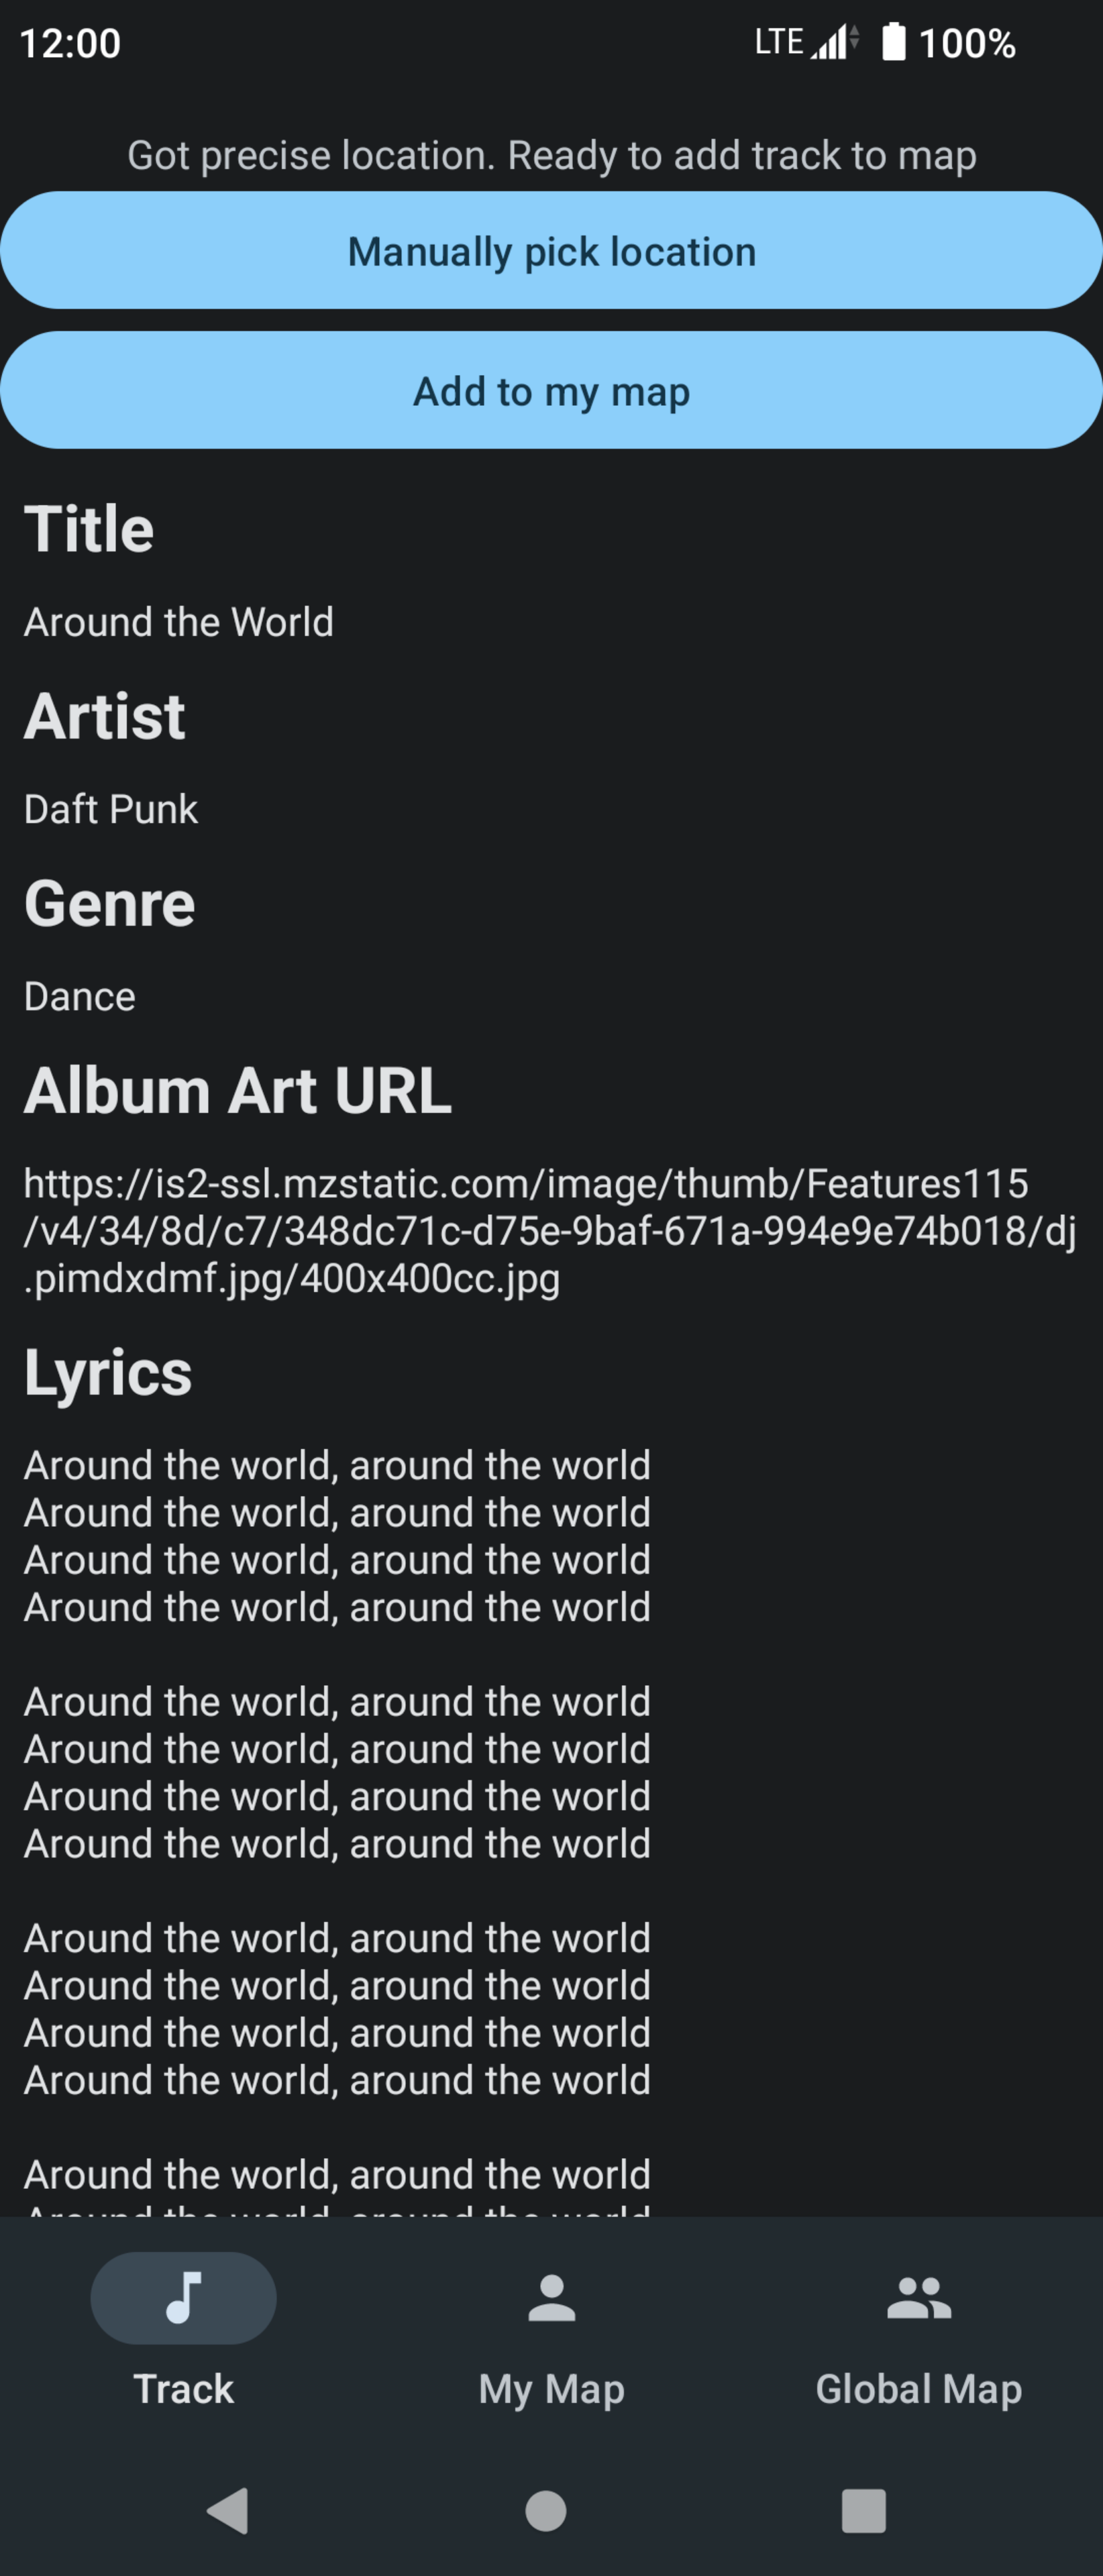 12:00 LTE 100%
Got precise location. Ready to add track to map
Manually pick location
Add to my map
Title
Around the World
Artist
Daft Punk
Genre
Dance
Album Art URL
https://is2-ssl.mzstatic.com/image/thumb/Features115
/v4/34/8d/c7/348dc71c-d75e-9baf-671a-994e9e74b018/dj
.pimdxdmf.jpg/400x400cc.jpg
Lyrics
Around the world, around the world
Around the world, around the world
Around the world, around the world
Around the world, around the world
Around the world, around the world
Around the world, around the world
Around the world, around the world
Around the world, around the world
Around the world, around the world
Around the world, around the world
Around the world, around the world
Around the world, around the world
Around the world, around the world
Around the world, around the world
Track
My Map
Global Map